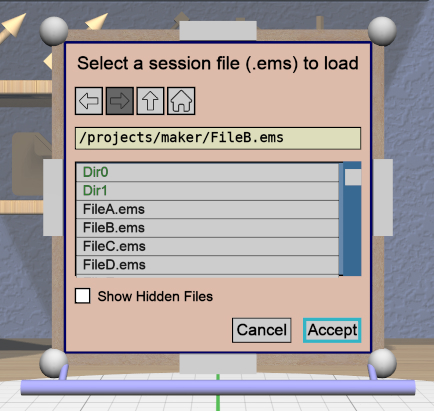 Select a session file (.ems) to load
/projects/maker/FileB.ems
Dir0
Dir1
FileA.ems
FileB.ems
FileC.ems
FileD.ems
Show Hidden Files
Cancel Accept